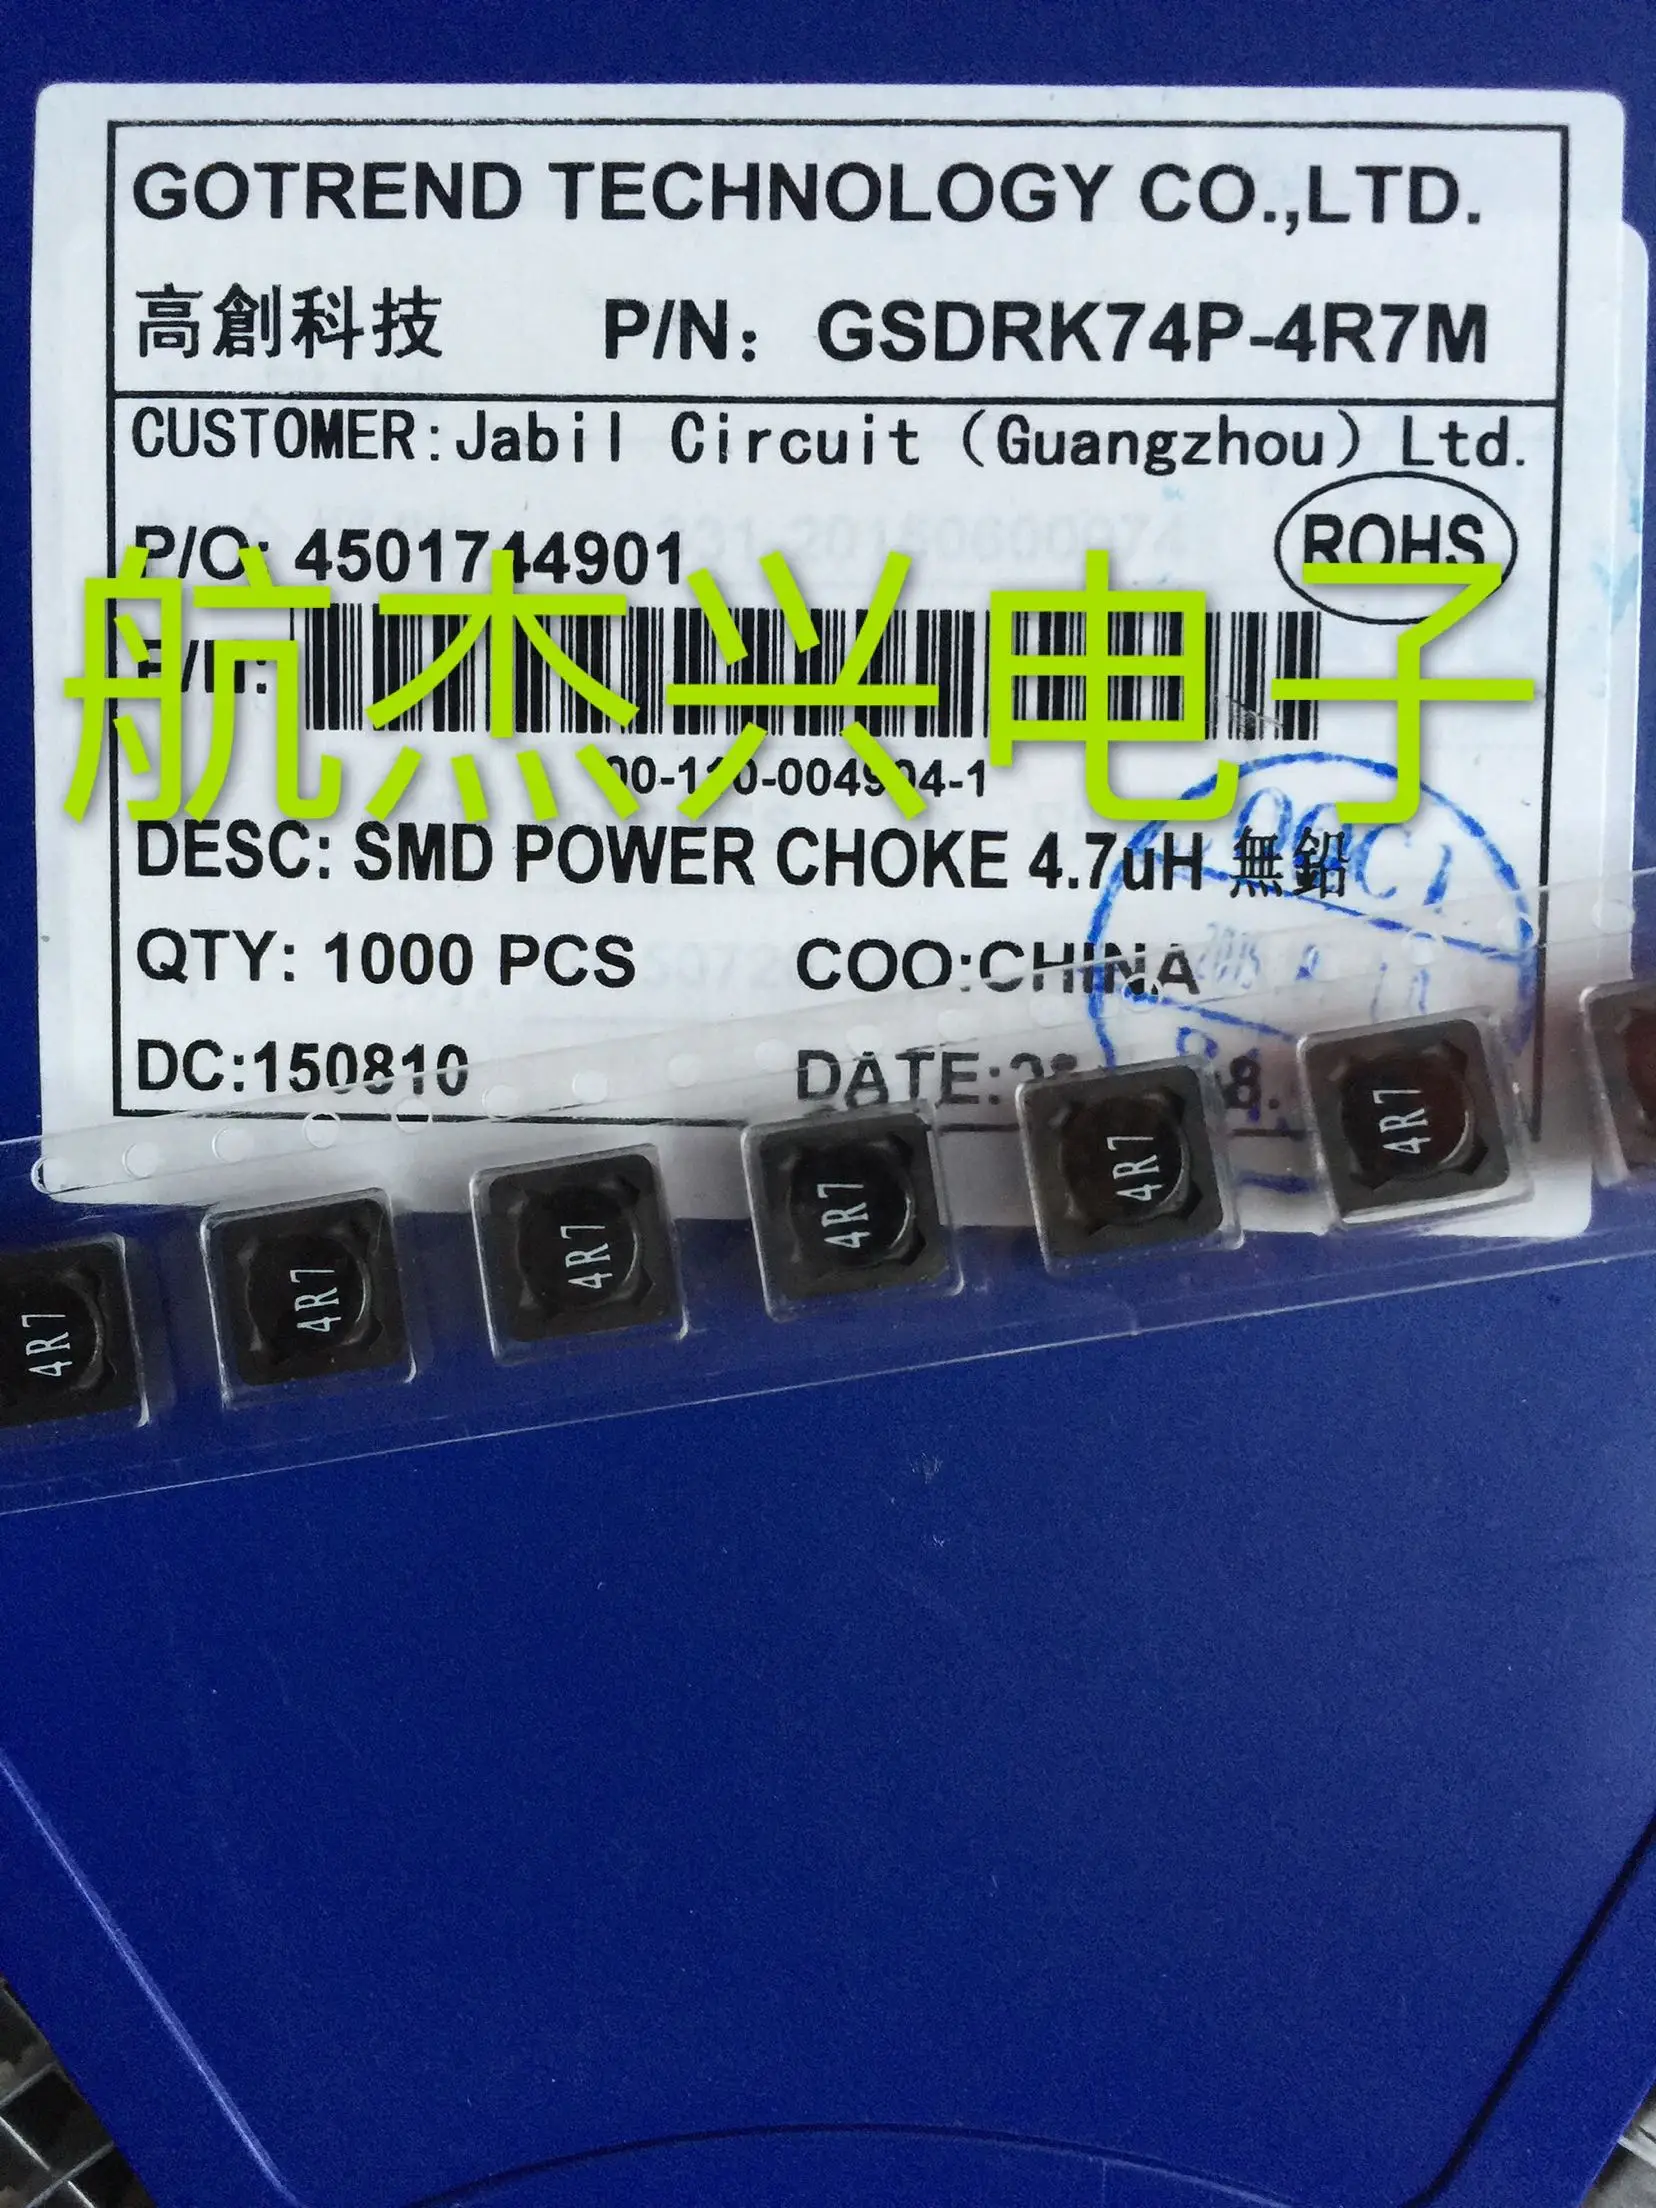 GOTREND TECHNOLOGY CO.,LTD.
高創科技 P/N: GSDRK74P-4R7M
CUSTOMER:Jabil Circuit (Guangzhou) Ltd.
P/O: 4501744901 ROHS
航杰兴电子
DESC: SMD POWER CHOKE 4.7uH 無鉛
QTY: 1000 PCS COO:CHINA
DC:150810 DATE:
4R7 4R7 4R7 4R7 4R7 4R7